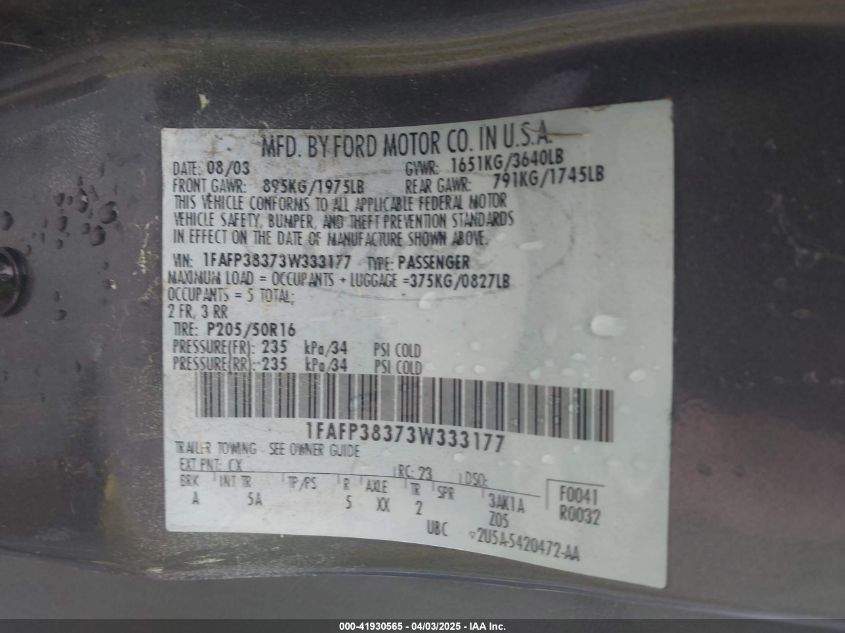 MFD. BY FORD MOTOR CO. IN U.S.A.
DATE: 08/03 GVWR: 1651KG/3640LB
FRONT GAWR: 895KG/1975LB REAR GAWR: 791KG/1745LB
THIS VEHICLE CONFORMS TO ALL APPLICABLE FEDERAL MOTOR
VEHICLE SAFETY, BUMPER, AND THEFT PREVENTION STANDARDS
IN EFFECT ON THE DATE OF MANUFACTURE SHOWN ABOVE.
VIN: 1FAFP38373W333177 TYPE: PASSENGER
MAXIMUM LOAD = OCCUPANTS + LUGGAGE =375KG/0827LB
OCCUPANTS = 5 TOTAL;
2 FR, 3 RR
TIRE: P205/50R16
PRESSURE(FR): 235 kPa/34 PSI COLD
PRESSURE(RR): 235 kPa/34 PSI COLD
1FAFP38373W333177
TRAILER TOWING - SEE OWNER GUIDE
EXT PNT: CX RC: 23 DSO:
BRK INT TR TP/PS R AXLE TR SPR F0041
A 5A 5 XX 2 3AK1A R0032
Z05
UBC ▽2U5A-5420472-AA
000-41930565 - 04/03/2025 - IAA Inc.